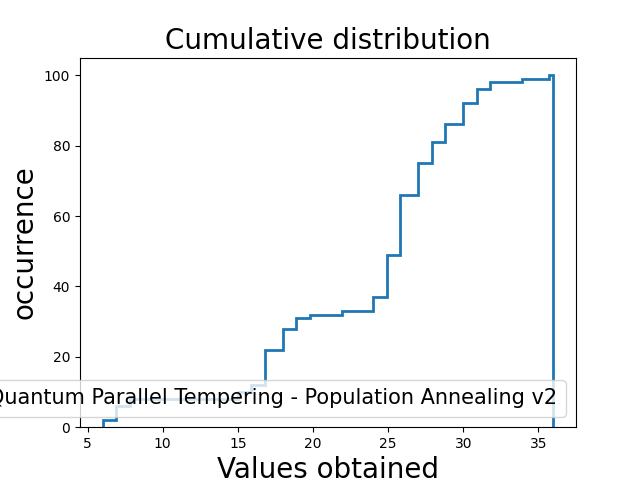 Cumulative distribution
occurrence
100
80
60
40
20
0
Quantum Parallel Tempering - Population Annealing v2
5 10 15 20 25 30 35
Values obtained